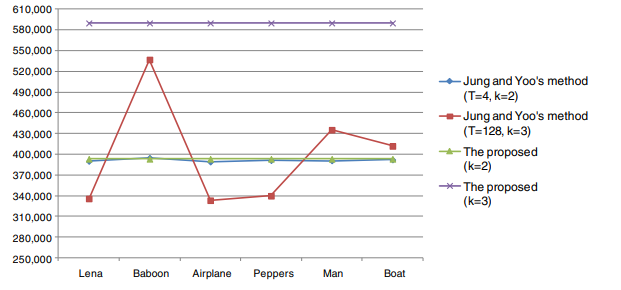 610,000
580,000
550,000
520,000
490,000
460,000
430,000
400,000
370,000
340,000
310,000
280,000
250,000
Lena Baboon Airplane Peppers Man Boat
Jung and Yoo's method
(T=4, k=2)
Jung and Yoo's method
(T=128, k=3)
The proposed
(k=2)
The proposed
(k=3)